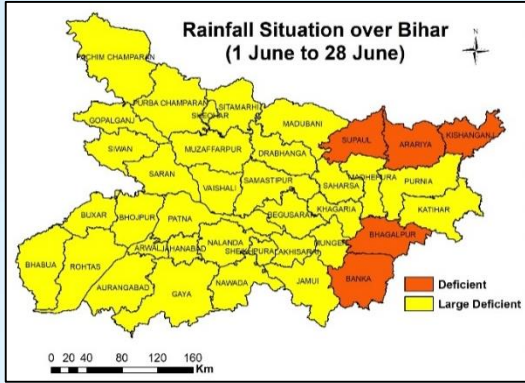 Rainfall Situation over Bihar
(1 June to 28 June)
N
PACHIM CHAMPARAN
PURBA CHAMPARAN
SITAMARHI
SHEOHAR
GOPALGANJ
MADUBANI
SUPAUL
ARARIYA
KISHANGANJ
SIWAN
MUZAFFARPUR
DRABHANGA
SARAN
VAISHALI
SAMASTIPUR
SAHARSA
MADHEPURA
PURNIA
KATIHAR
BUXAR
BHOJPUR
PATNA
BEGUSARAI
KHAGARIA
BHAGALPUR
BHABUA
ROHTAS
ARWAL
JAHANABAD
NALANDA
SHEIKPURA
LAKHISARAI
MUNGER
AURANGABAD
GAYA
NAWADA
JAMUI
BANKA
Deficient
Large Deficient
0 20 40 80 120 160
Km